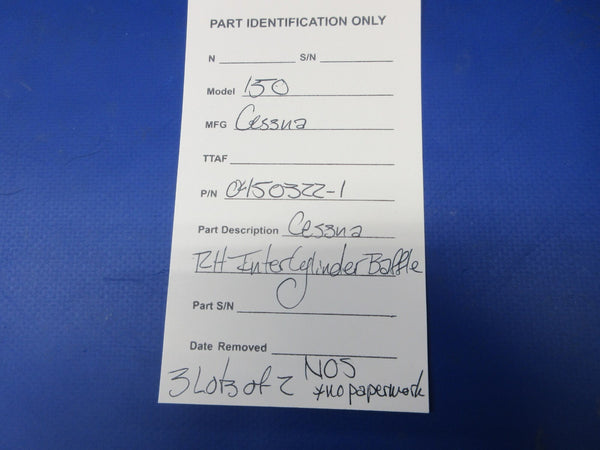 PART IDENTIFICATION ONLY
N S/N
Model 150
MFG Cessna
TTAF
P/N 0450322-1
Part Description Cessna
RH InterCylinder Baffle
Part S/N
Date Removed
3 Lots of 2 NOS
*no paperwork